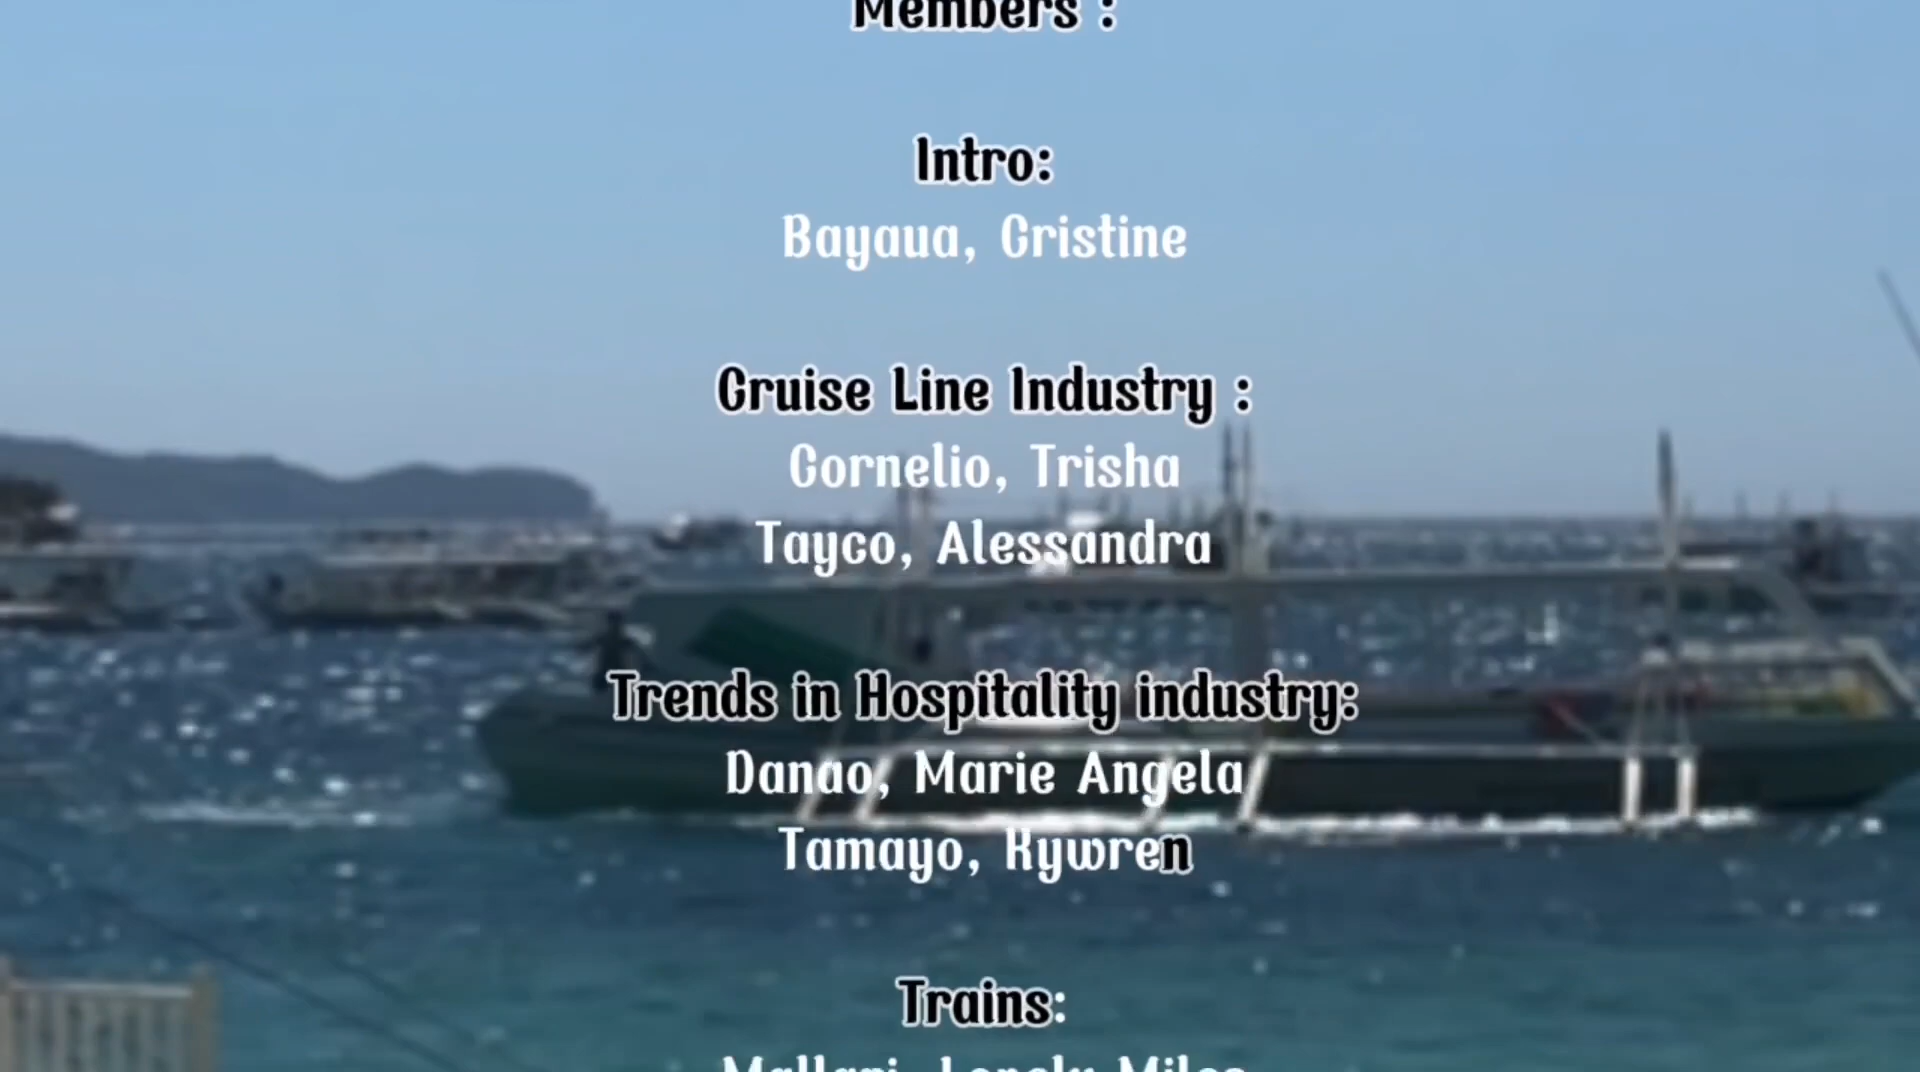 Members :
Intro:
Bayaua, Cristine
Cruise Line Industry :
Cornelio, Trisha
Tayco, Alessandra
Trends in Hospitality industry:
Danao, Marie Angela
Tamayo, Kywren
Trains: